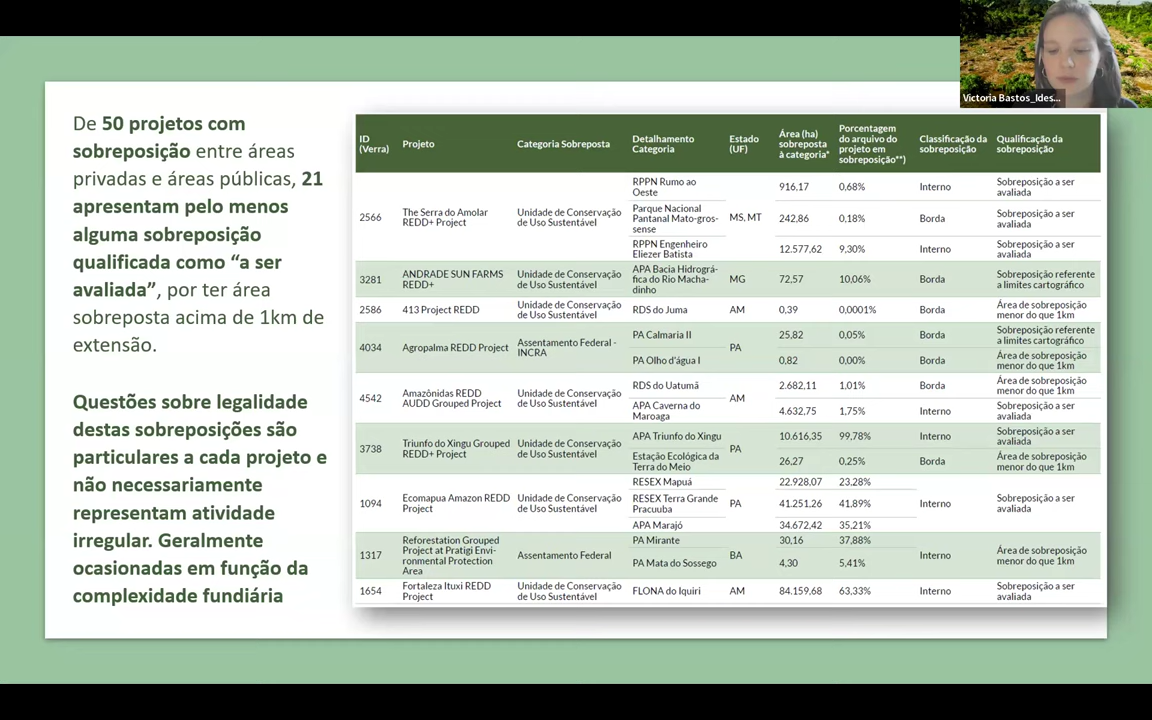 Victoria Bastos_Ides...
De 50 projetos com
sobreposição entre áreas
privadas e áreas públicas, 21
apresentam pelo menos
alguma sobreposição
qualificada como “a ser
avaliada”, por ter área
sobreposta acima de 1km de
extensão.
Questões sobre legalidade
destas sobreposições são
particulares a cada projeto e
não necessariamente
representam atividade
irregular. Geralmente
ocasionadas em função da
complexidade fundiária
ID (Verra) Projeto Categoria Sobreposta Detalhamento Categoria Estado (UF) Área (ha) sobreposta à categoria* Porcentagem do arquivo do projeto em sobreposição**) Classificação da sobreposição Qualificação da sobreposição
2566 The Serra do Amolar REDD+ Project Unidade de Conservação de Uso Sustentável RPPN Rumo ao Oeste MS, MT 916,17 0,68% Interno Sobreposição a ser avaliada
Parque Nacional Pantanal Mato-grossense 242,86 0,18% Borda Sobreposição a ser avaliada
RPPN Engenheiro Eliezer Batista 12.577,62 9,30% Interno Sobreposição a ser avaliada
3281 ANDRADE SUN FARMS REDD+ Unidade de Conservação de Uso Sustentável APA Bacia Hidrográ-fica do Rio Macha-dinho MG 72,57 10,06% Borda Sobreposição referente a limites cartográfico
2586 413 Project REDD Unidade de Conservação de Uso Sustentável RDS do Juma AM 0,39 0,0001% Borda Área de sobreposição menor do que 1km
4034 Agropalma REDD Project Assentamento Federal - INCRA PA Calmaria II PA 25,82 0,05% Borda Sobreposição referente a limites cartográfico
PA Olho d'água I 0,82 0,00% Borda Área de sobreposição menor do que 1km
4542 Amazônidas REDD AUDD Grouped Project Unidade de Conservação de Uso Sustentável RDS do Uatumã AM 2.682,11 1,01% Borda Área de sobreposição menor do que 1km
APA Caverna do Maroaga 4.632,75 1,75% Interno Sobreposição a ser avaliada
3738 Triunfo do Xingu Grouped REDD+ Project Unidade de Conservação de Uso Sustentável APA Triunfo do Xingu PA 10.616,35 99,78% Interno Sobreposição a ser avaliada
Estação Ecológica da Terra do Meio 26,27 0,25% Borda Área de sobreposição menor do que 1km
1094 Ecomapua Amazon REDD Project Unidade de Conservação de Uso Sustentável RESEX Mapuá PA 22.928,07 23,28% Interno Sobreposição a ser avaliada
RESEX Terra Grande Pracuuba 41.251,26 41,89%
APA Marajó 34.672,42 35,21%
1317 Reforestation Grouped Project at Pratigi Envi-ronmental Protection Area Assentamento Federal PA Mirante BA 30,16 37,88% Interno Área de sobreposição menor do que 1km
PA Mata do Sossego 4,30 5,41%
1654 Fortaleza Ituxi REDD Project Unidade de Conservação de Uso Sustentável FLONA do Iquiri AM 84.159,68 63,33% Interno Sobreposição a ser avaliada